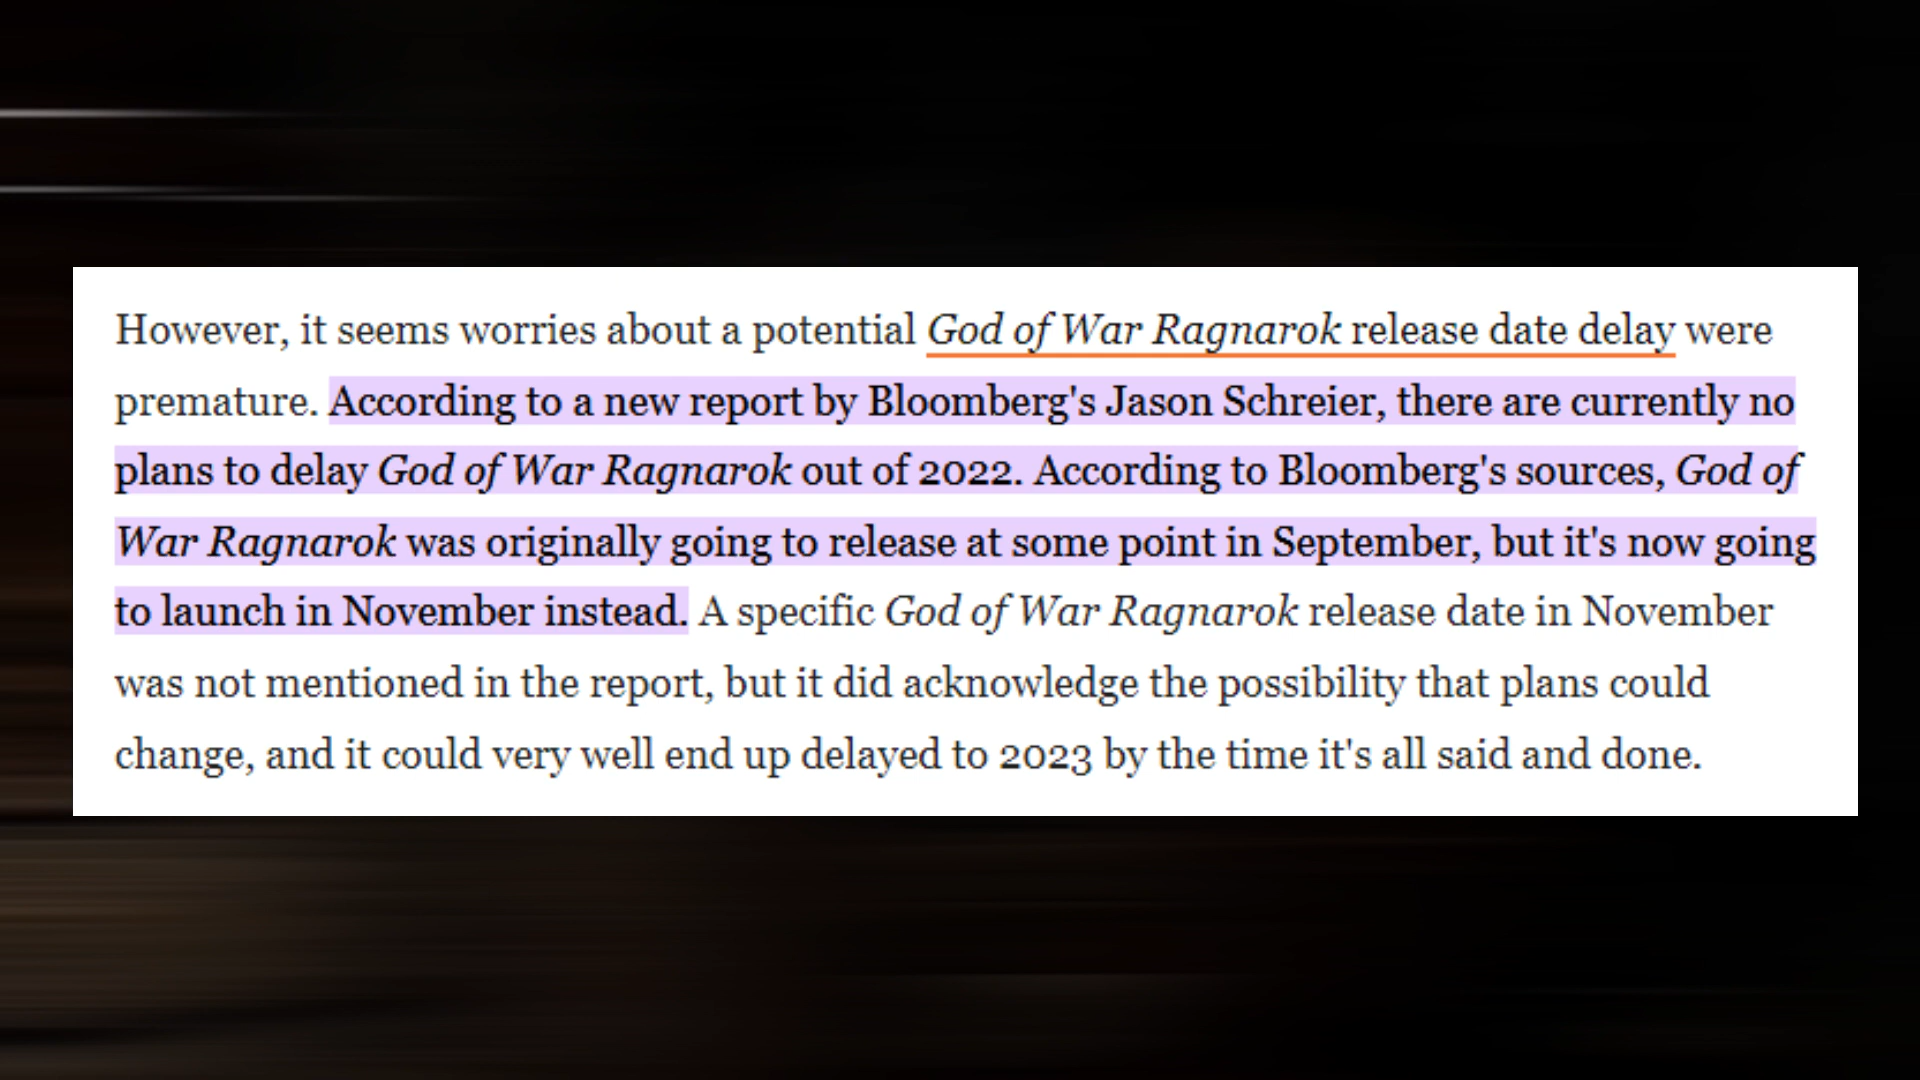 However, it seems worries about a potential God of War Ragnarok release date delay were
premature. According to a new report by Bloomberg's Jason Schreier, there are currently no
plans to delay God of War Ragnarok out of 2022. According to Bloomberg's sources, God of
War Ragnarok was originally going to release at some point in September, but it's now going
to launch in November instead. A specific God of War Ragnarok release date in November
was not mentioned in the report, but it did acknowledge the possibility that plans could
change, and it could very well end up delayed to 2023 by the time it's all said and done.